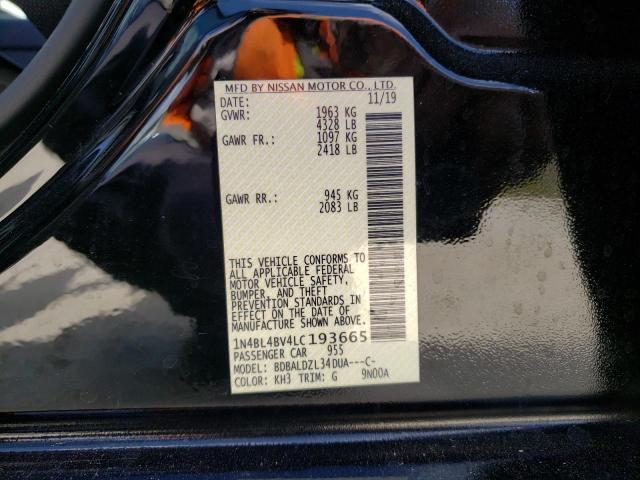 MFD BY NISSAN MOTOR CO., LTD.
DATE: 11/19
GVWR: 1963 KG
4328 LB
GAWR FR.: 1097 KG
2418 LB
GAWR RR.: 945 KG
2083 LB
THIS VEHICLE CONFORMS TO
ALL APPLICABLE FEDERAL
MOTOR VEHICLE SAFETY,
BUMPER, AND THEFT
PREVENTION STANDARDS IN
EFFECT ON THE DATE OF
MANUFACTURE SHOWN ABOVE.
1N4BL4BV4LC193665
PASSENGER CAR 955
MODEL: BDBALDZL34DUA---C-
COLOR: KH3 TRIM: G 9N00A